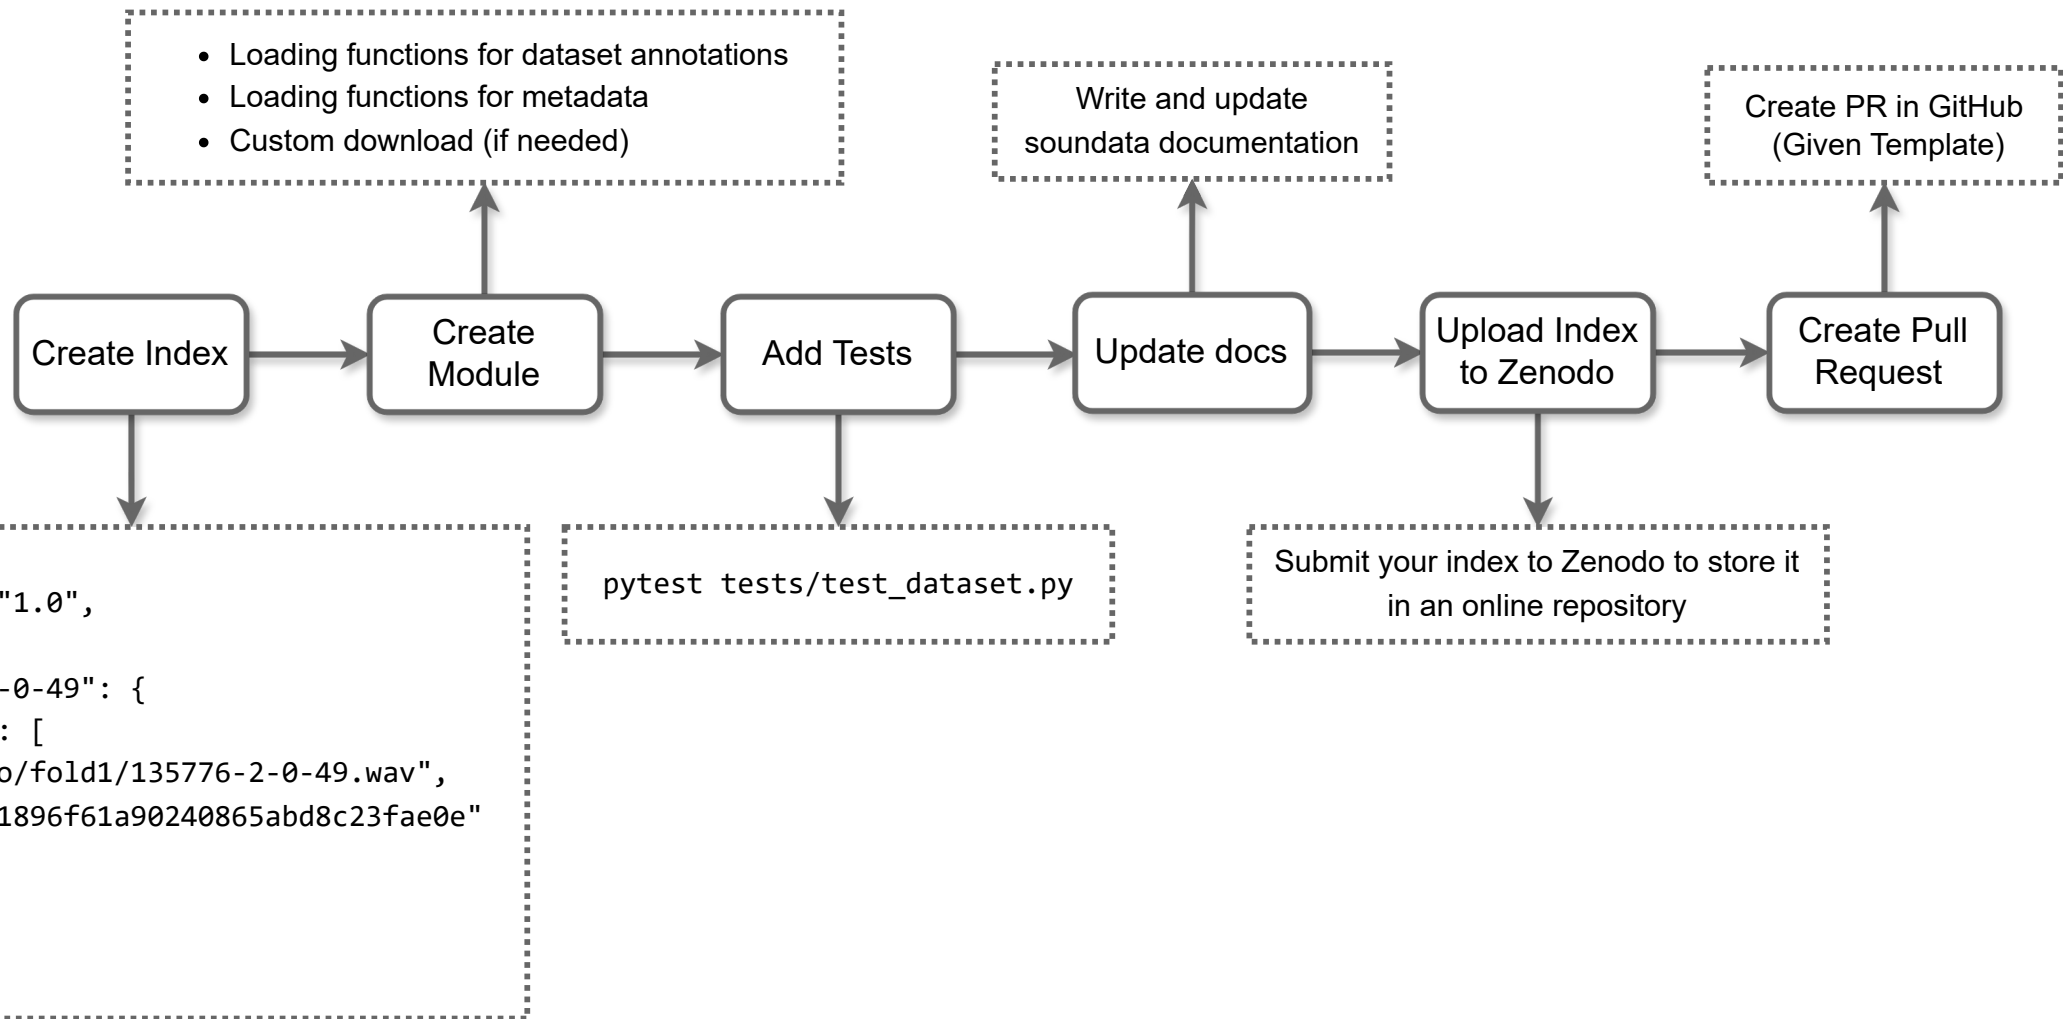 • Loading functions for dataset annotations
• Loading functions for metadata
• Custom download (if needed)
Write and update
soundata documentation
Create PR in GitHub
(Given Template)
Create Index
Create
Module
Add Tests
Update docs
Upload Index
to Zenodo
Create Pull
Request
"1.0",
-0-49": {
: [
o/fold1/135776-2-0-49.wav",
1896f61a90240865abd8c23fae0e"
pytest tests/test_dataset.py
Submit your index to Zenodo to store it
in an online repository